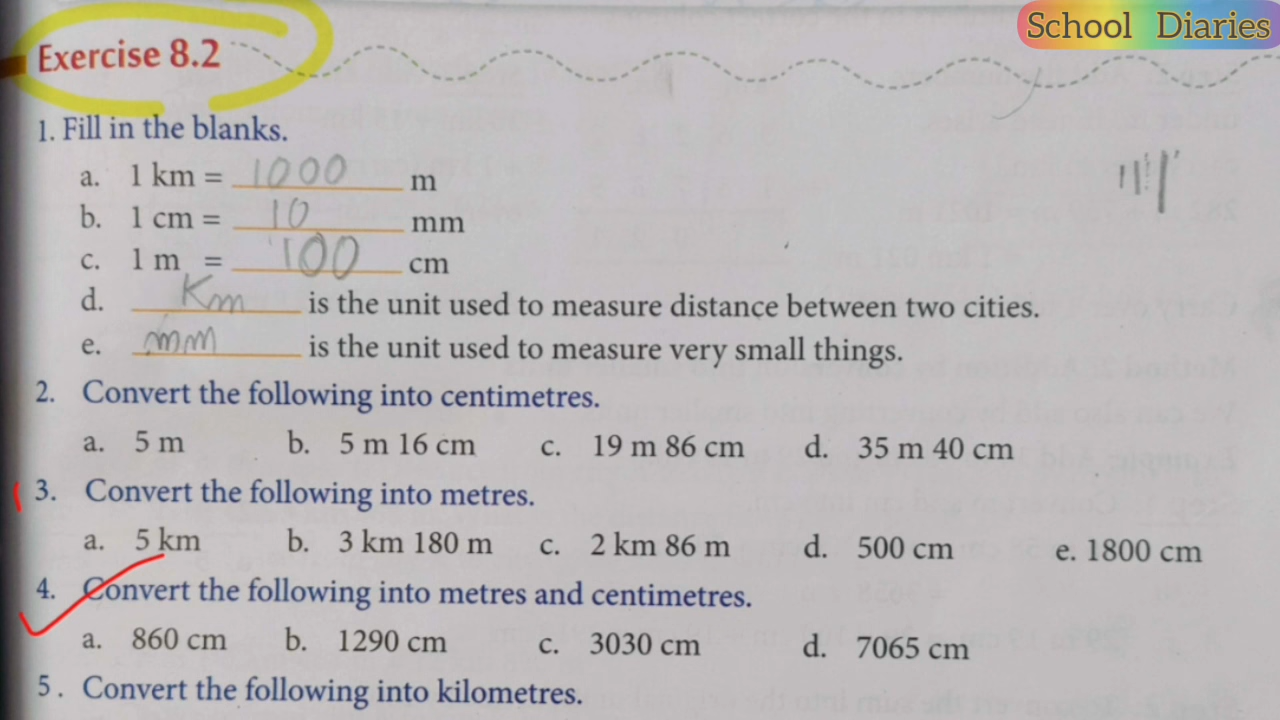 School Diaries
Exercise 8.2
1. Fill in the blanks.
a. 1 km = 1000 m
b. 1 cm = 10 mm
c. 1 m = 100 cm
d. Km is the unit used to measure distance between two cities.
e. mm is the unit used to measure very small things.
2. Convert the following into centimetres.
a. 5 m b. 5 m 16 cm c. 19 m 86 cm d. 35 m 40 cm
3. Convert the following into metres.
a. 5 km b. 3 km 180 m c. 2 km 86 m d. 500 cm e. 1800 cm
4. Convert the following into metres and centimetres.
a. 860 cm b. 1290 cm c. 3030 cm d. 7065 cm
5. Convert the following into kilometres.